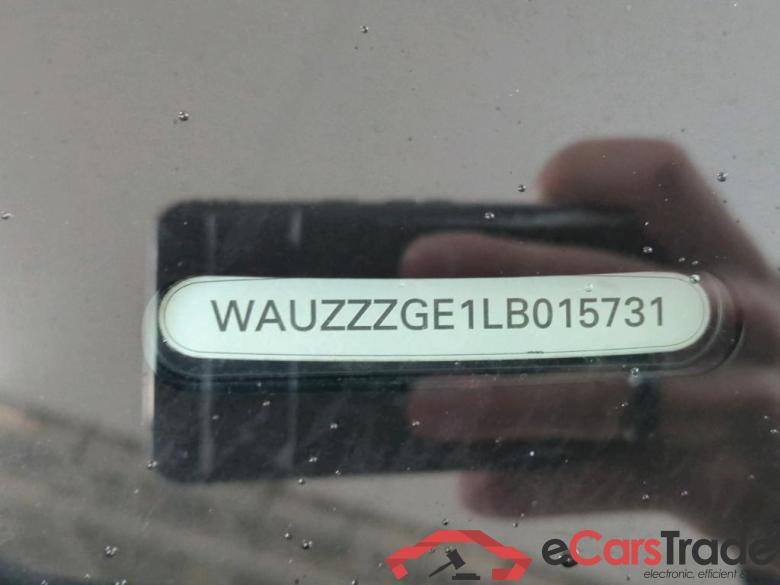 WAUZZZGE1LB015731
eCarsTrade
electronic, efficient &